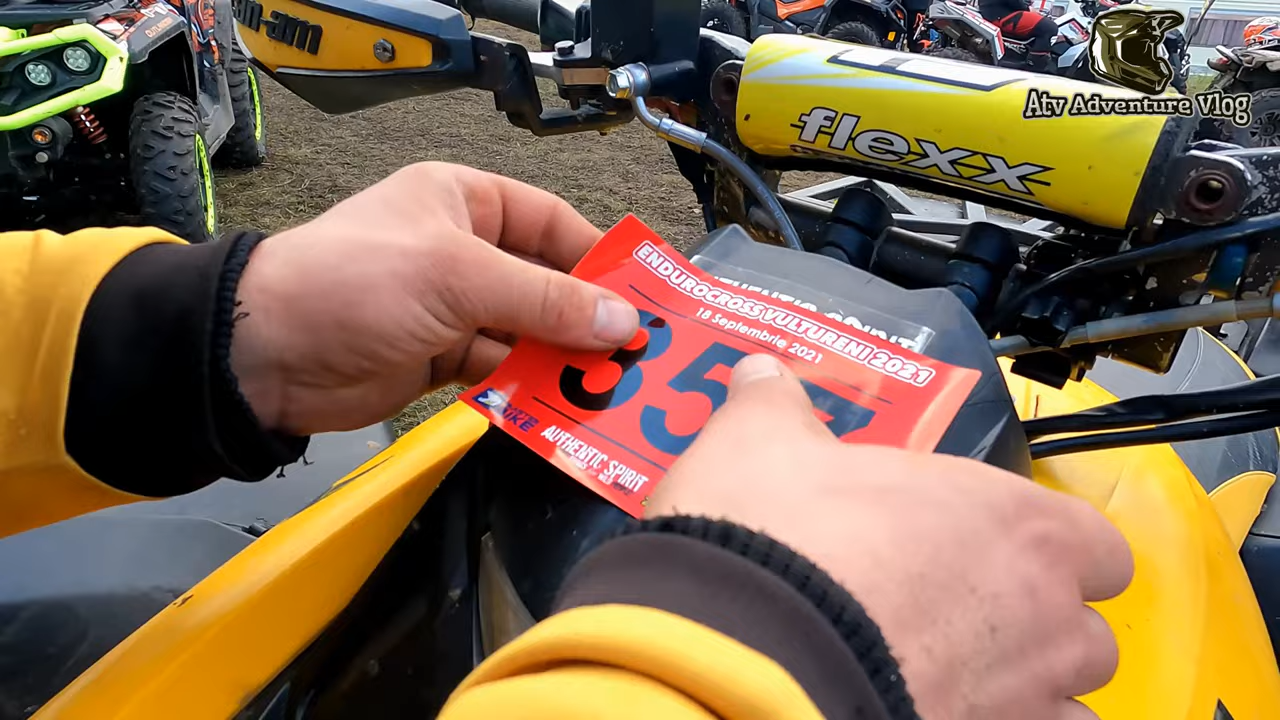 can-am
flexx
Atv Adventure Vlog
ENDUROCROSS VULTURENI 2021
18 Septembrie 2021
35
AUTHENTIC SPIRIT